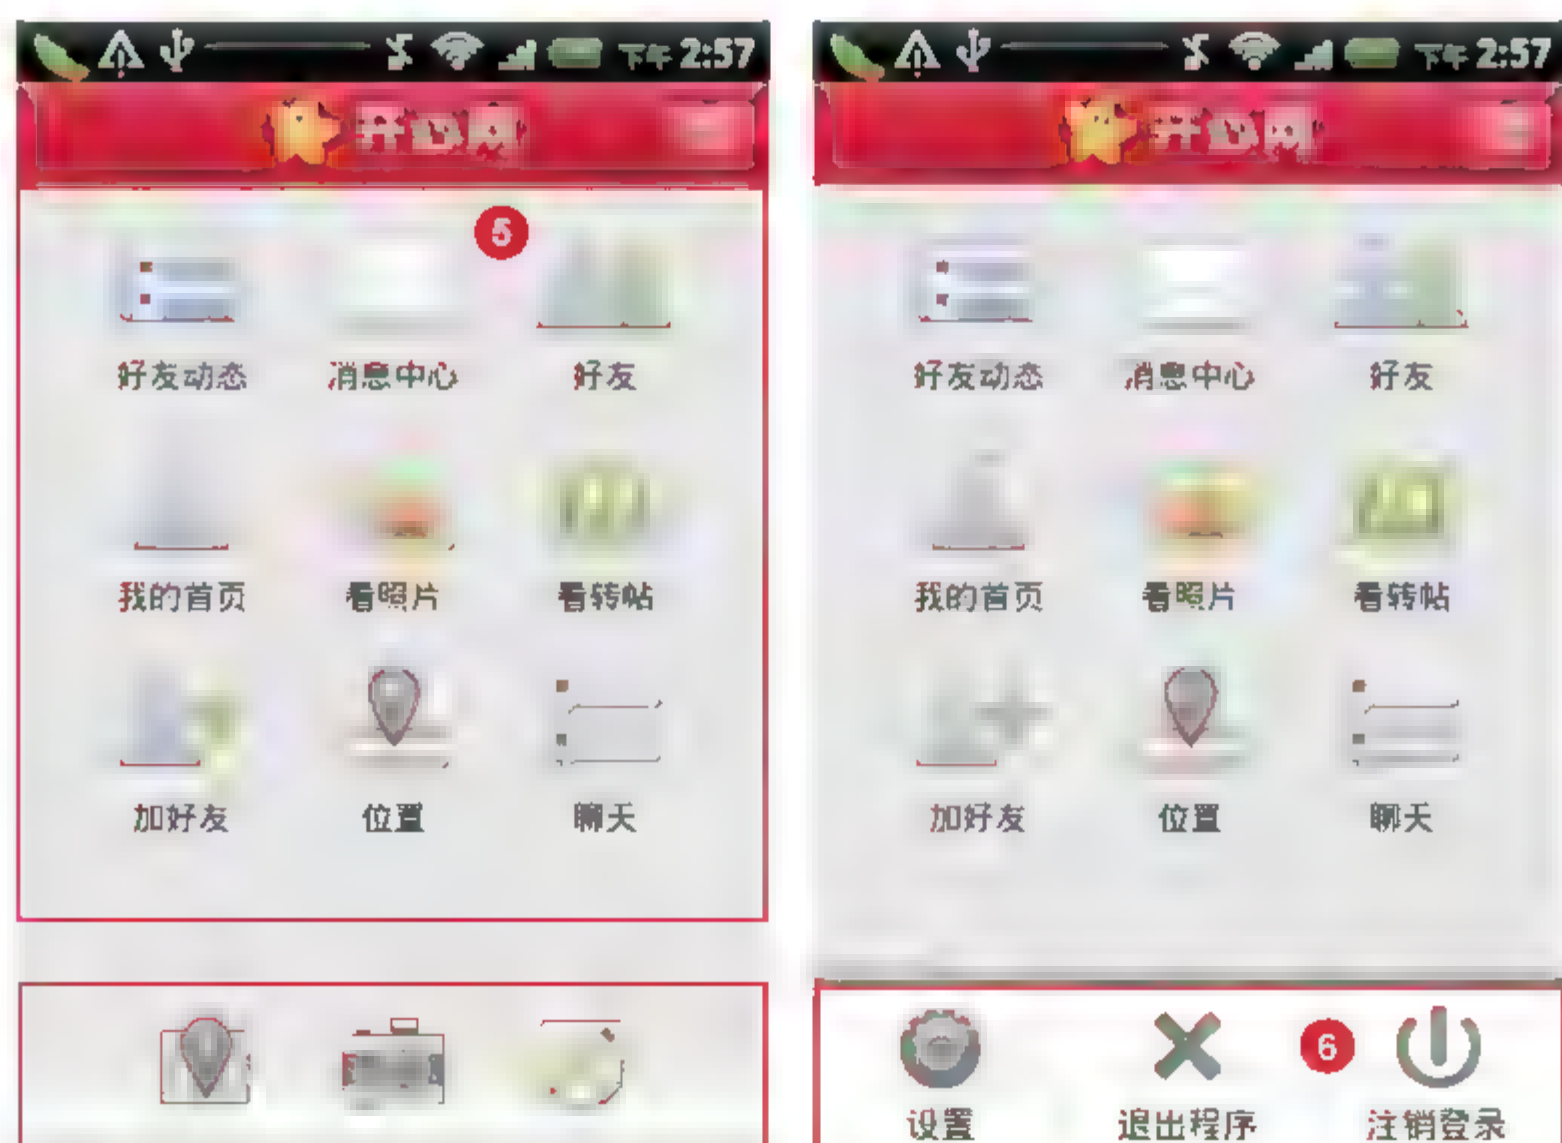 下午 2:57
开心网
5
好友动态 消息中心 好友
我的首页 看照片 看转帖
加好友 位置 聊天
下午 2:57
开心网
好友动态 消息中心 好友
我的首页 看照片 看转帖
加好友 位置 聊天
6
设置 退出程序 注销登录